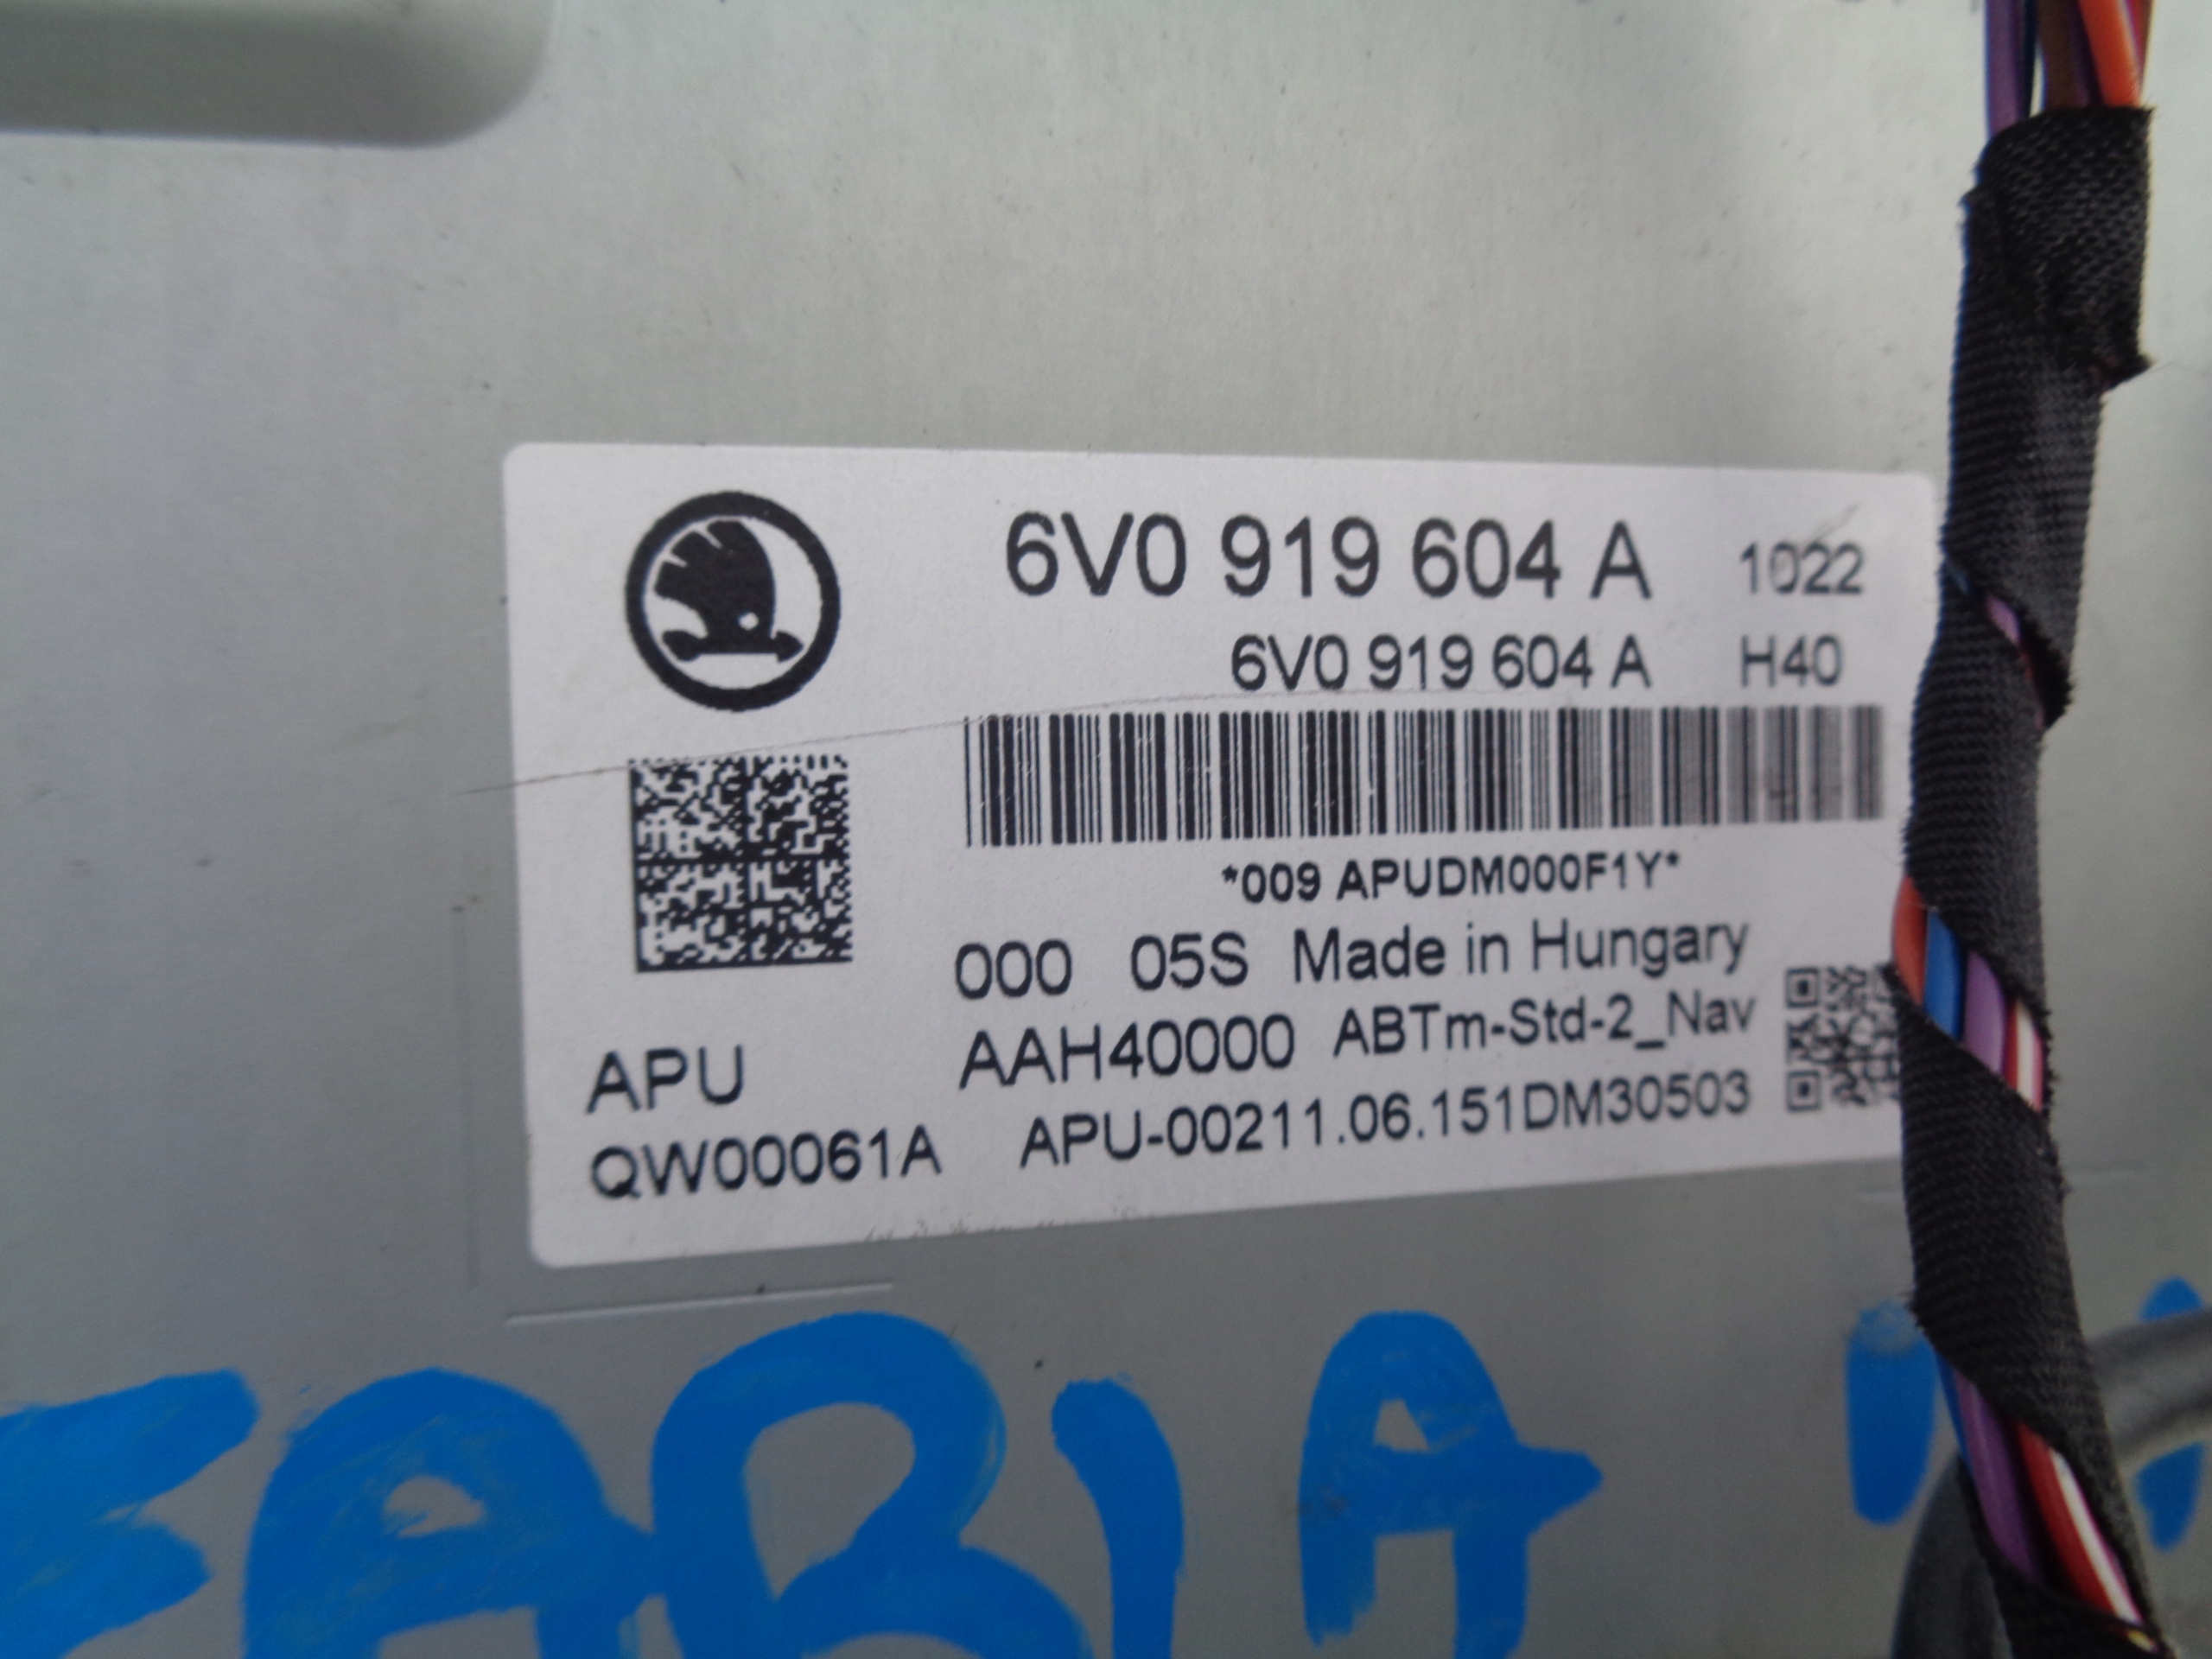 6V0 919 604 A 1022
6V0 919 604 A H40
*009 APUDM000F1Y*
000 05S Made in Hungary
AAH40000 ABTm-Std-2_Nav
APU
QW00061A APU-00211.06.151DM30503
FABIA